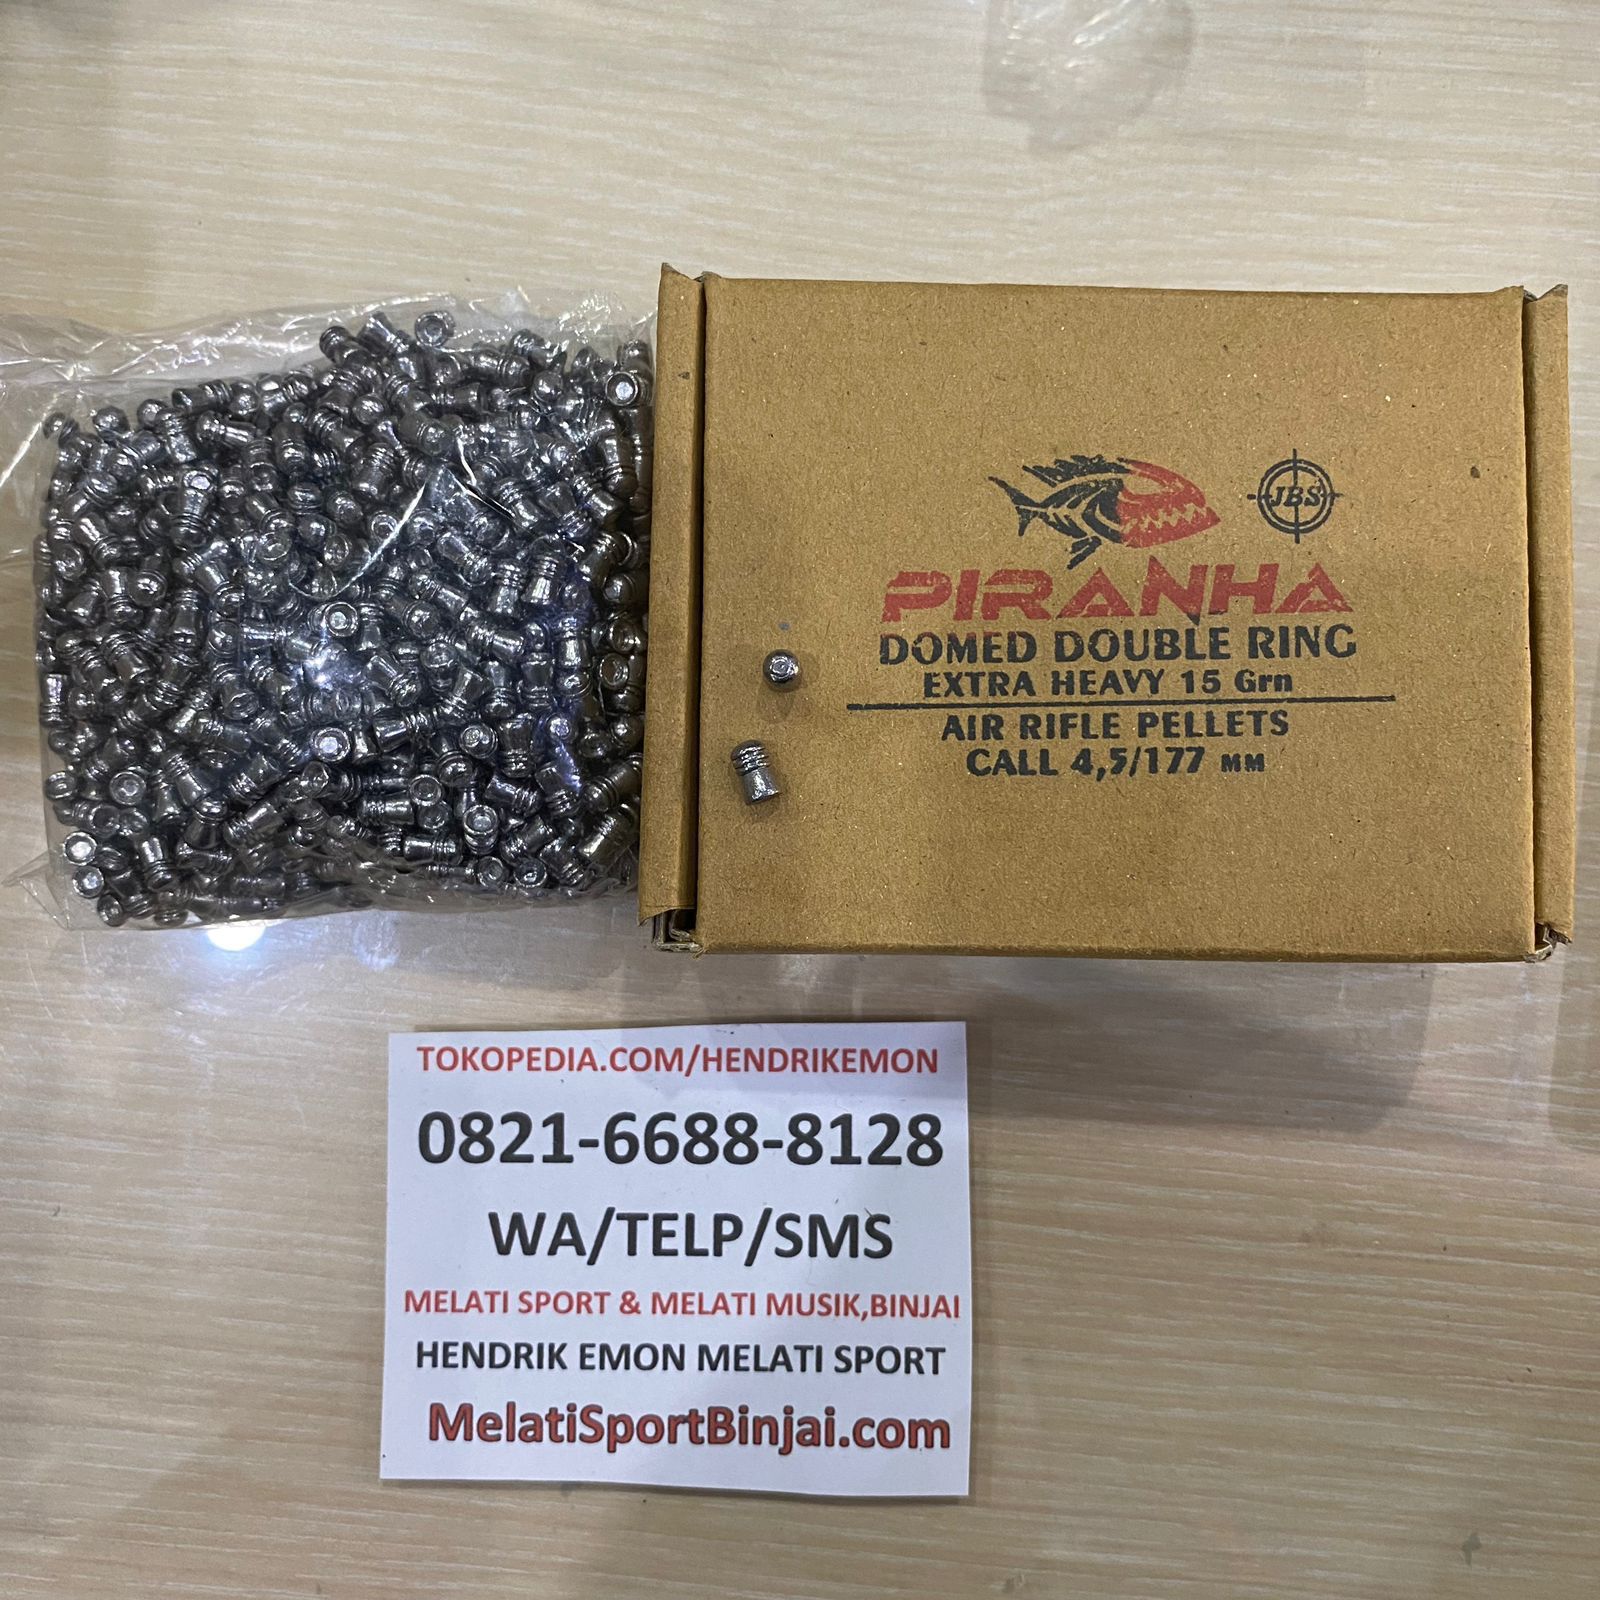 JBS
PIRANHA
DOMED DOUBLE RING
EXTRA HEAVY 15 Grn
AIR RIFLE PELLETS
CALL 4,5/177 MM
TOKOPEDIA.COM/HENDRIKEMON
0821-6688-8128
WA/TELP/SMS
MELATI SPORT & MELATI MUSIK,BINJAI
HENDRIK EMON MELATI SPORT
MelatiSportBinjai.com